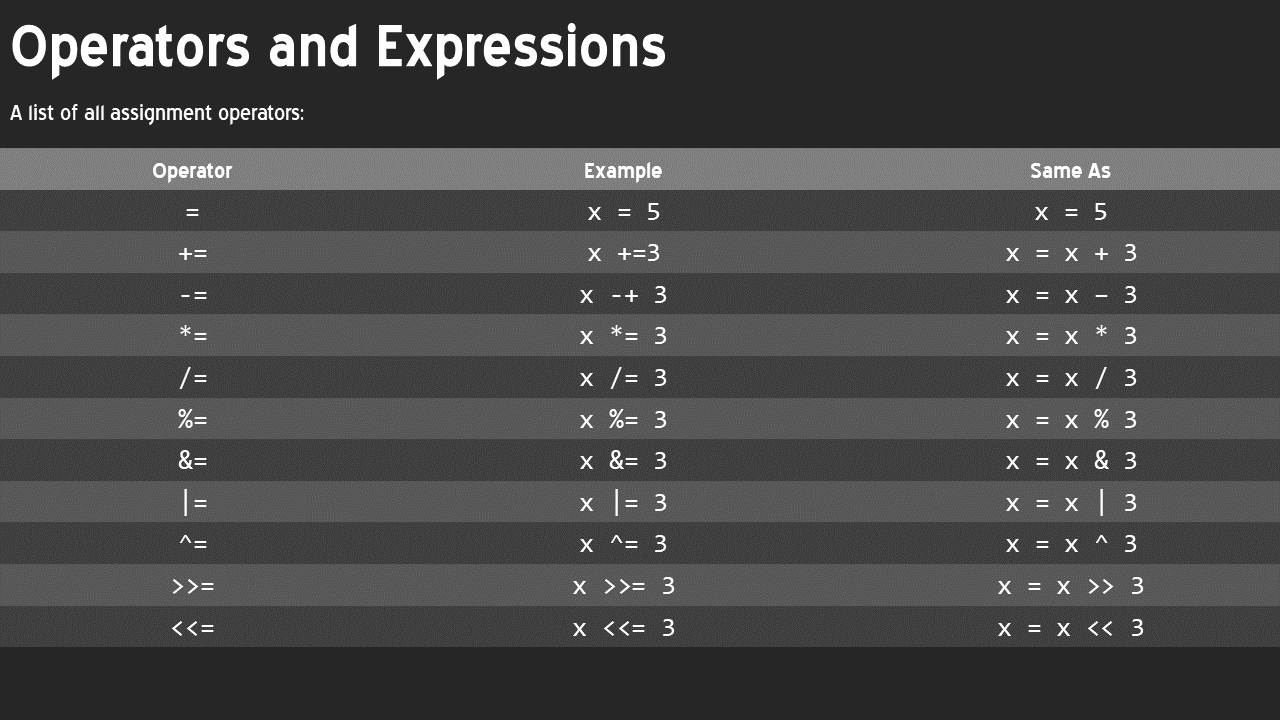 Operators and Expressions
A list of all assignment operators:
Operator Example Same As
= x = 5 x = 5
+= x +=3 x = x + 3
-= x -+ 3 x = x – 3
*= x *= 3 x = x * 3
/= x /= 3 x = x / 3
%= x %= 3 x = x % 3
&= x &= 3 x = x & 3
|= x |= 3 x = x | 3
^= x ^= 3 x = x ^ 3
>>= x >>= 3 x = x >> 3
<<= x <<= 3 x = x << 3